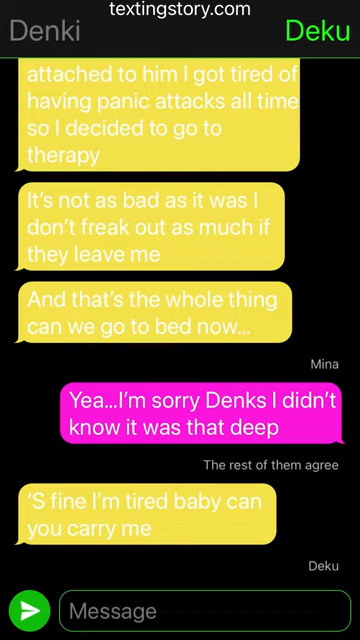 textingstory.com
Denki
Deku
attached to him I got tired of
having panic attacks all time
so I decided to go to
therapy
It’s not as bad as it was I
don’t freak out as much if
they leave me
And that’s the whole thing
can we go to bed now...
Mina
Yea...I’m sorry Denks I didn’t
know it was that deep
The rest of them agree
‘S fine I’m tired baby can
you carry me
Deku
Message